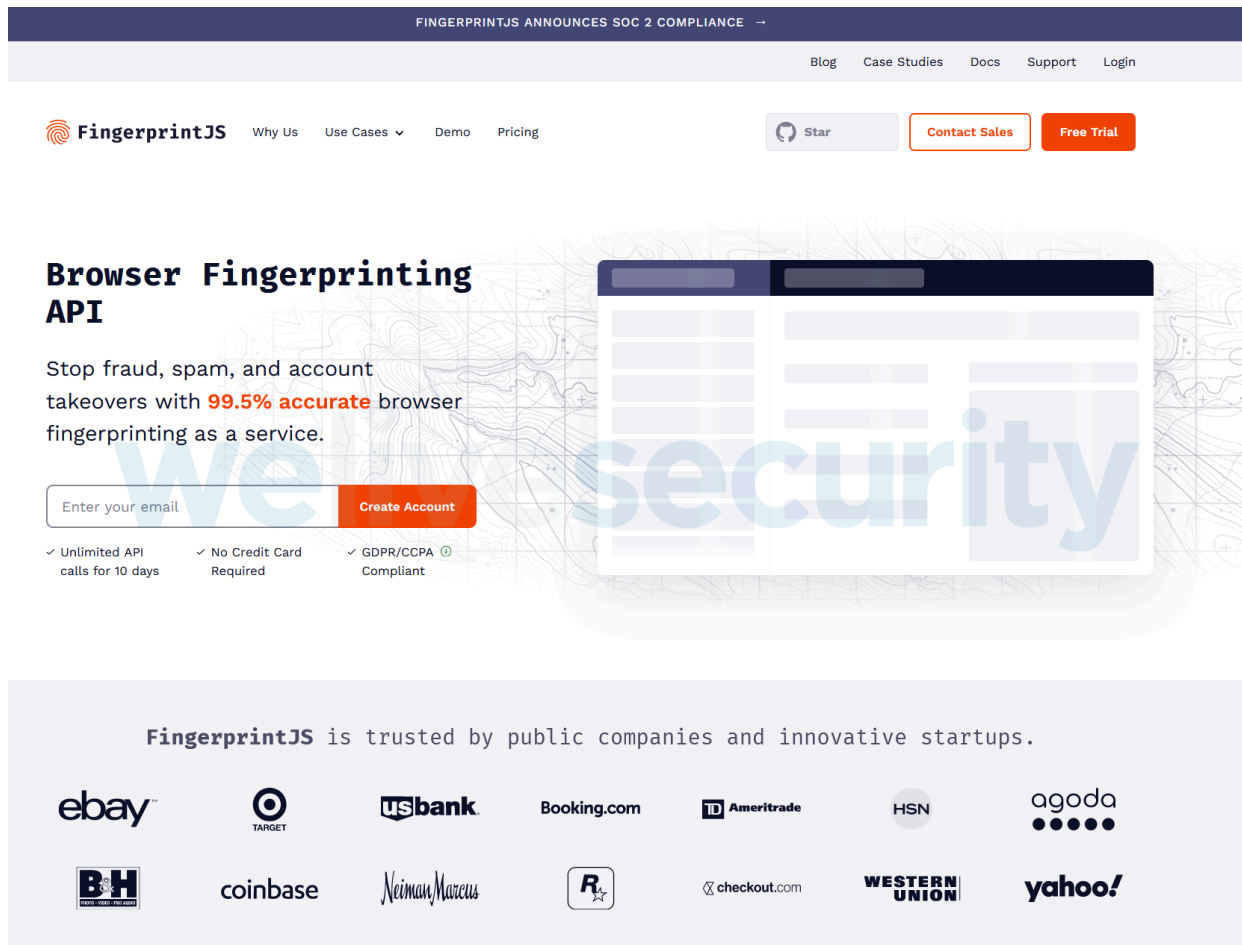 FINGERPRINTJS ANNOUNCES SOC 2 COMPLIANCE →
Blog Case Studies Docs Support Login
FingerprintJS Why Us Use Cases Demo Pricing Star Contact Sales Free Trial
Browser Fingerprinting
API
Stop fraud, spam, and account
takeovers with 99.5% accurate browser
fingerprinting as a service.
welivesecurity
Enter your email Create Account
Unlimited API
calls for 10 days
No Credit Card
Required
GDPR/CCPA
Compliant
FingerprintJS is trusted by public companies and innovative startups.
ebay TARGET usbank Booking.com TD Ameritrade HSN agoda
B&H PHOTO - VIDEO - PRO AUDIO coinbase Neiman Marcus R checkout.com WESTERN UNION yahoo!